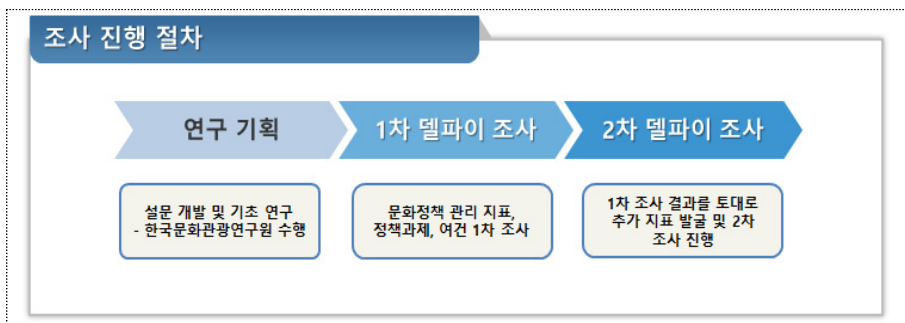 조사 진행 절차
연구 기획
1차 델파이 조사
2차 델파이 조사
설문 개발 및 기초 연구
- 한국문화관광연구원 수행
문화정책 관리 지표,
정책과제, 여건 1차 조사
1차 조사 결과를 토대로
추가 지표 발굴 및 2차
조사 진행